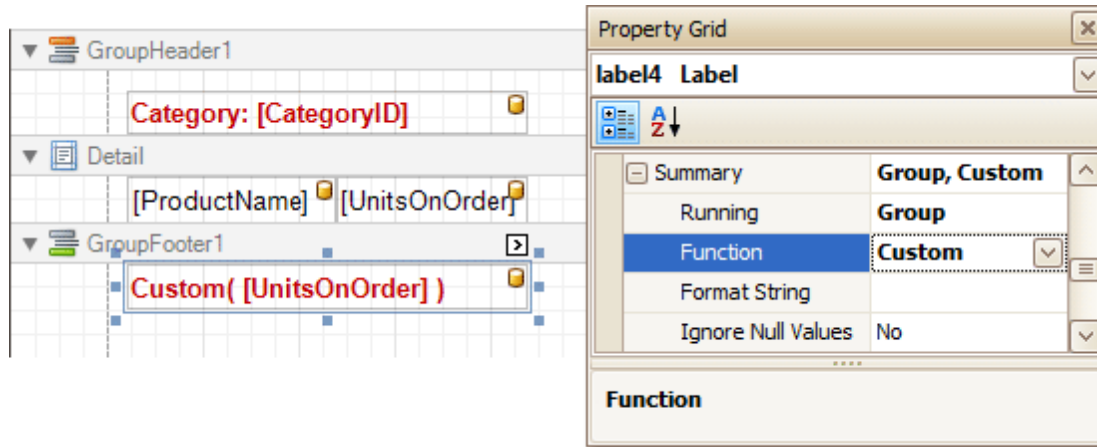 GroupHeader1
Category: [CategoryID]
Detail
[ProductName] [UnitsOnOrder]
GroupFooter1
Custom( [UnitsOnOrder] )
Property Grid
label4 Label
A
Z
Summary Group, Custom
Running Group
Function Custom
Format String
Ignore Null Values No
Function